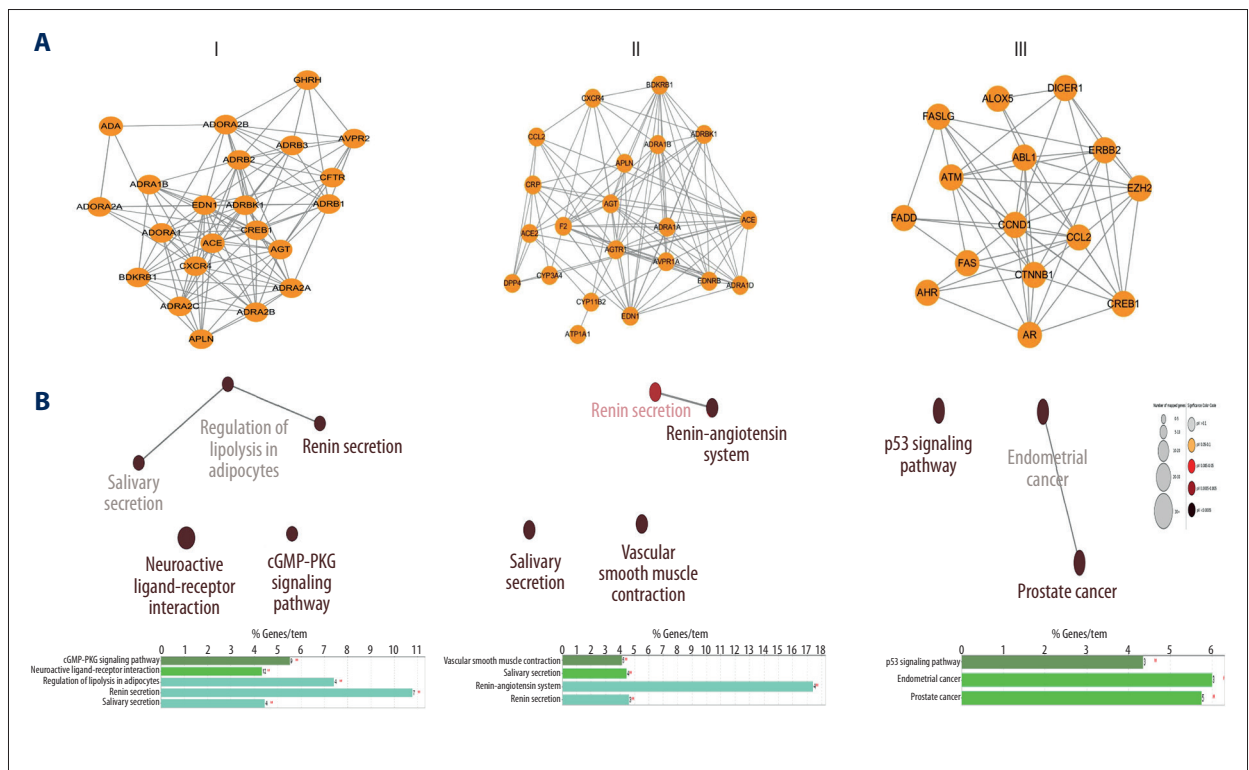 A
I
II
III
GHRH
ADA
ADORA2B
ADRB3
AVPR2
ADRB2
CFTR
ADRA1B
ADORA2A
EDN1
ADRBK1
ADRB1
ADORA1
CREB1
ACE
AGT
CXCR4
BDKRB1
ADRA2A
ADRA2C
ADRA2B
APLN
BDKRB1
CXCR4
CCL2
ADRBK1
ADRA1B
APLN
CRP
AGT
ACE
F2
ADRA1A
ACE2
AGTR1
AVPR1A
DPP4
CYP3A4
EDNRB
ADRA1D
CYP11B2
EDN1
ATP1A1
DICER1
ALOX5
FASLG
ERBB2
ABL1
ATM
EZH2
FADD
CCND1
CCL2
FAS
CTNNB1
AHR
CREB1
AR
B
Regulation of
lipolysis in
adipocytes
Renin secretion
Salivary
secretion
Neuroactive
ligand-receptor
interaction
cGMP-PKG
signaling
pathway
Renin secretion
Renin-angiotensin
system
Salivary
secretion
Vascular
smooth muscle
contraction
p53 signaling
pathway
Endometrial
cancer
Prostate cancer
Number of mapped genes
Significance Color Code
% Genes/tem
0 1 2 3 4 5 6 7 8 9 10 11
cGMP-PKG signaling pathway
Neuroactive ligand-receptor interaction
Regulation of lipolysis in adipocytes
Renin secretion
Salivary secretion
% Genes/tem
0 1 2 3 4 5 6 7 8 9 10 11 12 13 14 15 16 17 18
Vascular smooth muscle contraction
Salivary secretion
Renin-angiotensin system
Renin secretion
% Genes/tem
0 1 2 3 4 5 6
p53 signaling pathway
Endometrial cancer
Prostate cancer